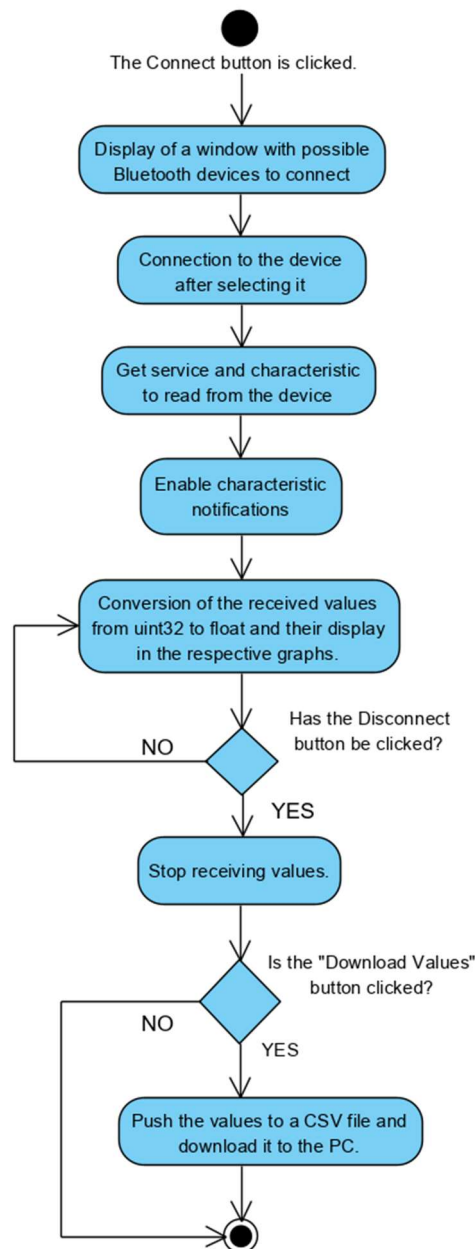 The Connect button is clicked.
Display of a window with possible
Bluetooth devices to connect
Connection to the device
after selecting it
Get service and characteristic
to read from the device
Enable characteristic
notifications
Conversion of the received values
from uint32 to float and their display
in the respective graphs.
Has the Disconnect
button be clicked?
NO
YES
Stop receiving values.
Is the "Download Values"
button clicked?
NO
YES
Push the values to a CSV file and
download it to the PC.